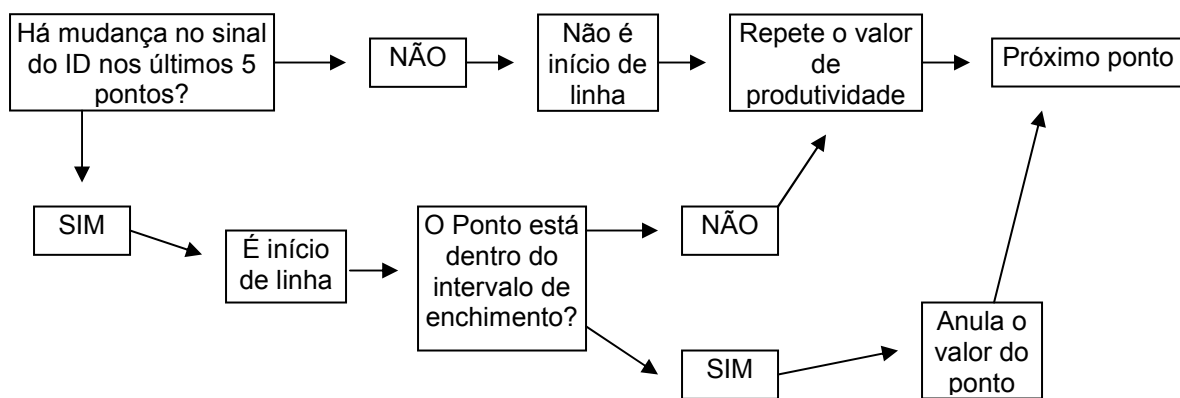 Há mudança no sinal
do ID nos últimos 5
pontos?
NÃO
Não é
início de
linha
Repete o valor
de
produtividade
Próximo ponto
SIM
É início
de linha
O Ponto está
dentro do
intervalo de
enchimento?
NÃO
SIM
Anula o
valor do
ponto